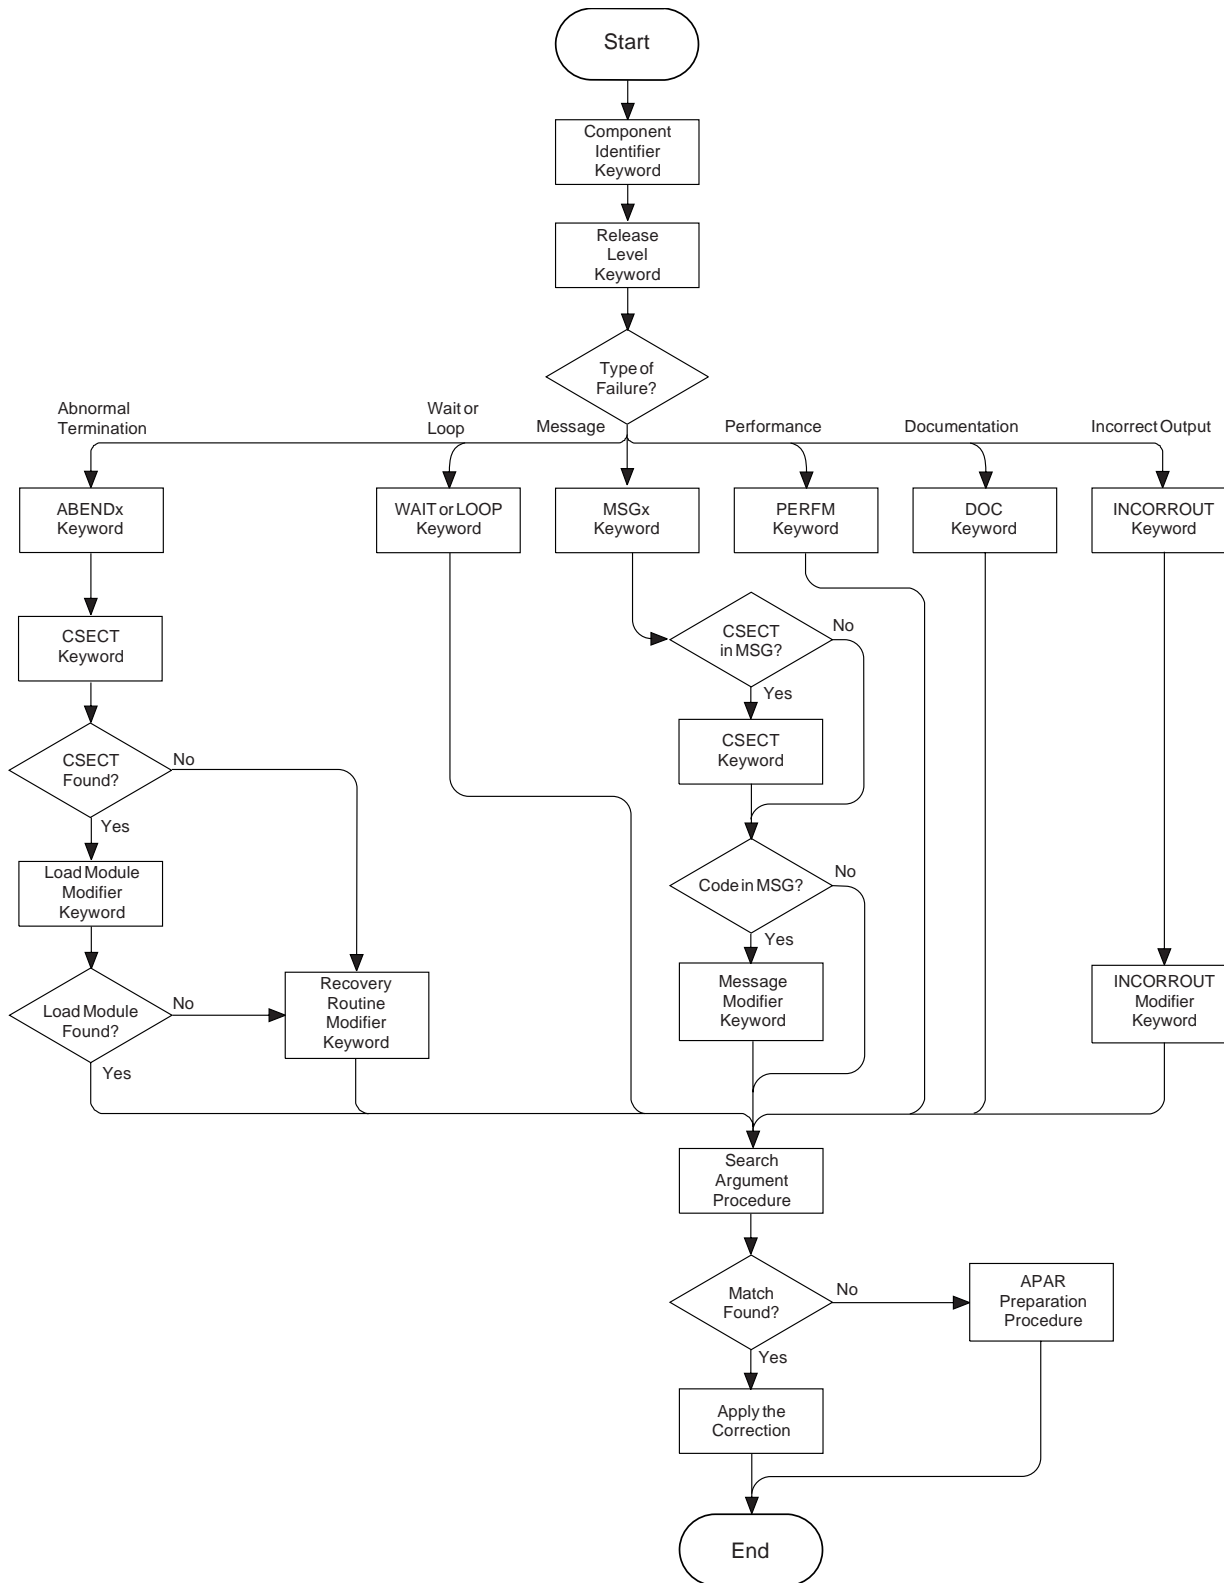 Start
Component
Identifier
Keyword
Release
Level
Keyword
Type of
Failure?
Abnormal
Termination
Wait or
Loop
Message
Performance
Documentation
Incorrect Output
ABENDx
Keyword
WAIT or LOOP
Keyword
MSGx
Keyword
PERFM
Keyword
DOC
Keyword
INCORROUT
Keyword
CSECT
Keyword
CSECT
in MSG?
No
Yes
CSECT
Keyword
CSECT
Found?
No
Yes
Load Module
Modifier
Keyword
Code in MSG?
No
Yes
Load Module
Found?
No
Yes
Recovery
Routine
Modifier
Keyword
Message
Modifier
Keyword
INCORROUT
Modifier
Keyword
Search
Argument
Procedure
Match
Found?
No
Yes
APAR
Preparation
Procedure
Apply the
Correction
End